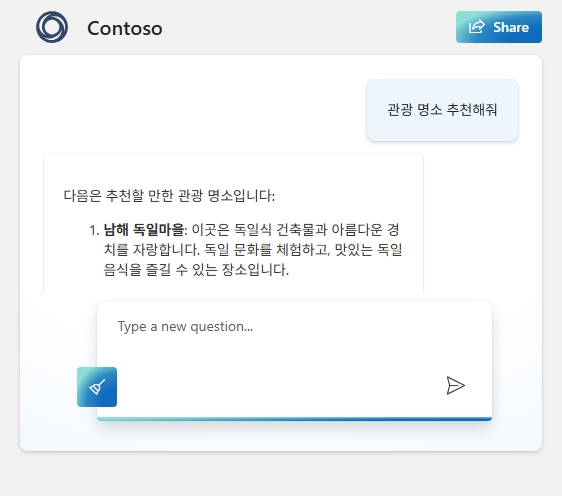 Contoso
Share
관광 명소 추천해줘
다음은 추천할 만한 관광 명소입니다:
1. 남해 독일마을: 이곳은 독일식 건축물과 아름다운 경
치를 자랑합니다. 독일 문화를 체험하고, 맛있는 독일
음식을 즐길 수 있는 장소입니다.
Type a new question...